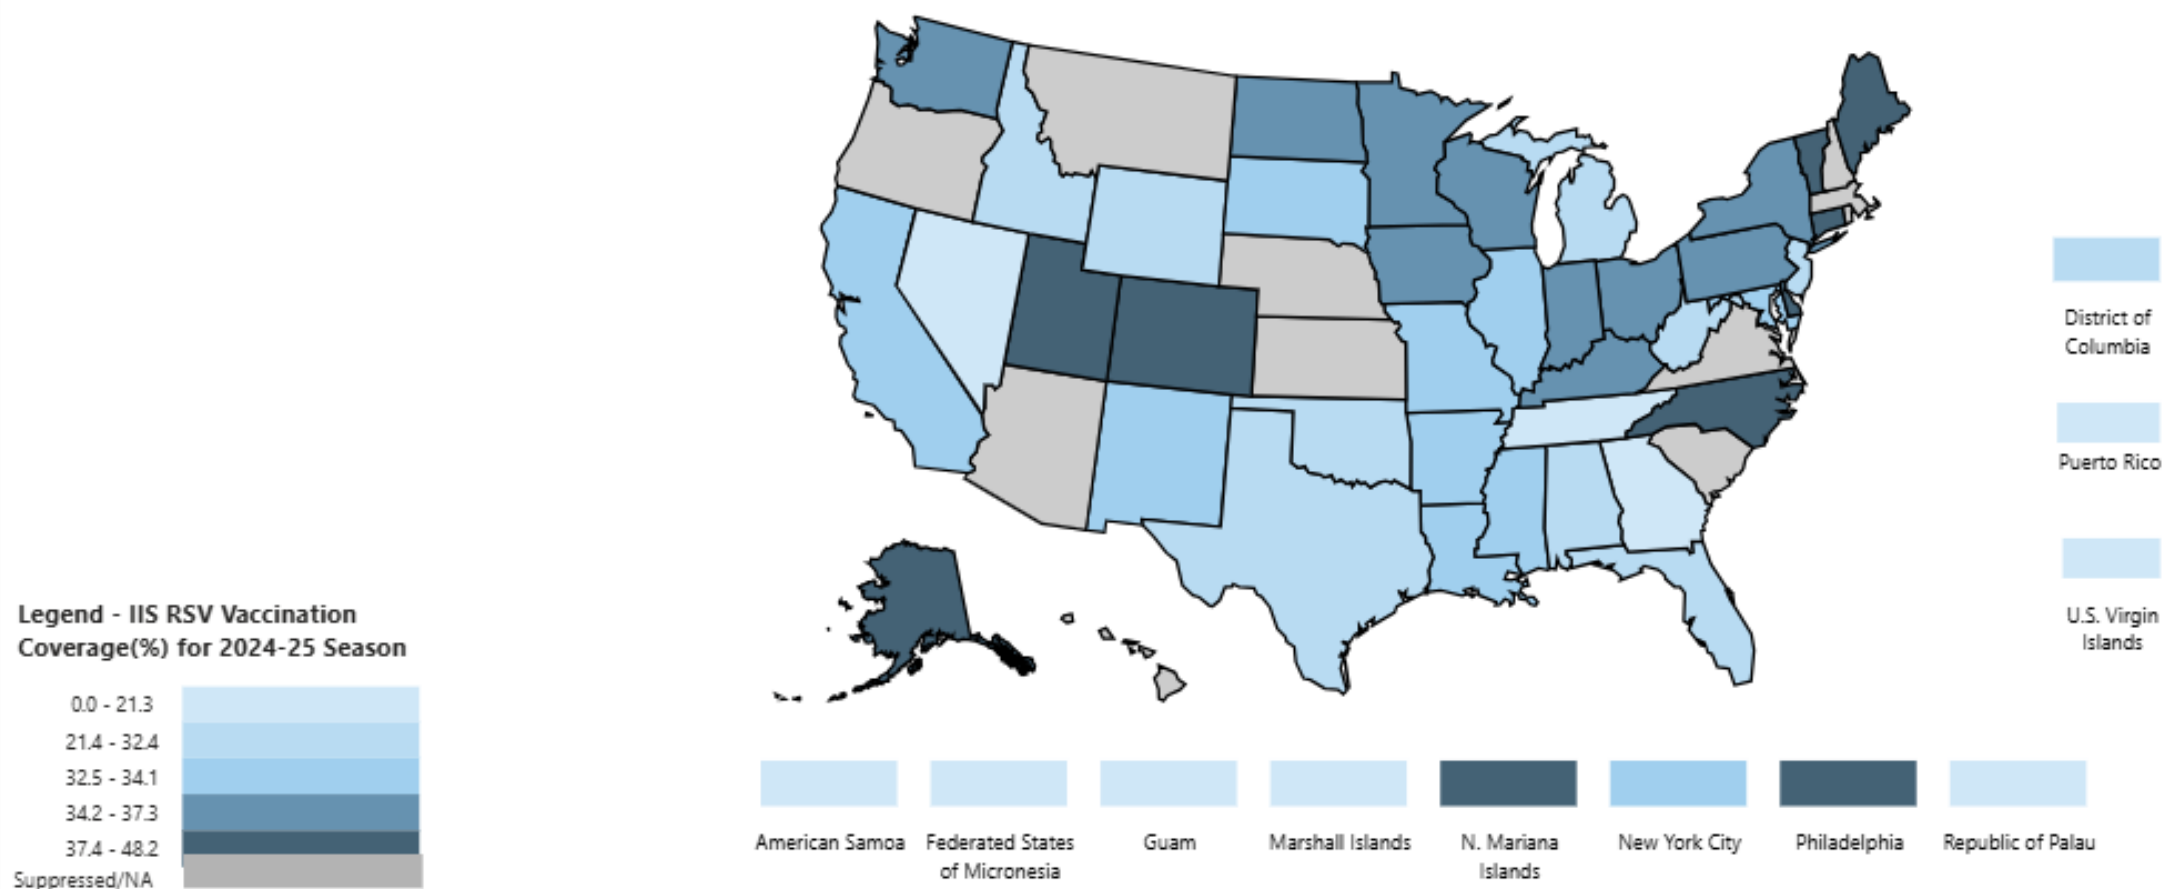 District of
Columbia
Puerto Rico
U.S. Virgin
Islands
Legend - IIS RSV Vaccination
Coverage(%) for 2024-25 Season
0.0 - 21.3
21.4 - 32.4
32.5 - 34.1
34.2 - 37.3
37.4 - 48.2
Suppressed/NA
American Samoa
Federated States
of Micronesia
Guam
Marshall Islands
N. Mariana
Islands
New York City
Philadelphia
Republic of Palau